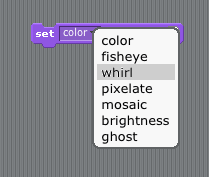 set color
color
fisheye
whirl
pixelate
mosaic
brightness
ghost